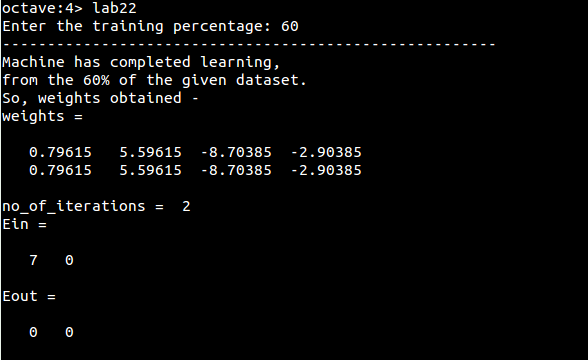 octave:4> lab22
Enter the training percentage: 60
-------------------------------------------------------
Machine has completed learning,
from the 60% of the given dataset.
So, weights obtained -
weights =
0.79615   5.59615  -8.70385  -2.90385
0.79615   5.59615  -8.70385  -2.90385
no_of_iterations =  2
Ein =
7   0
Eout =
0   0